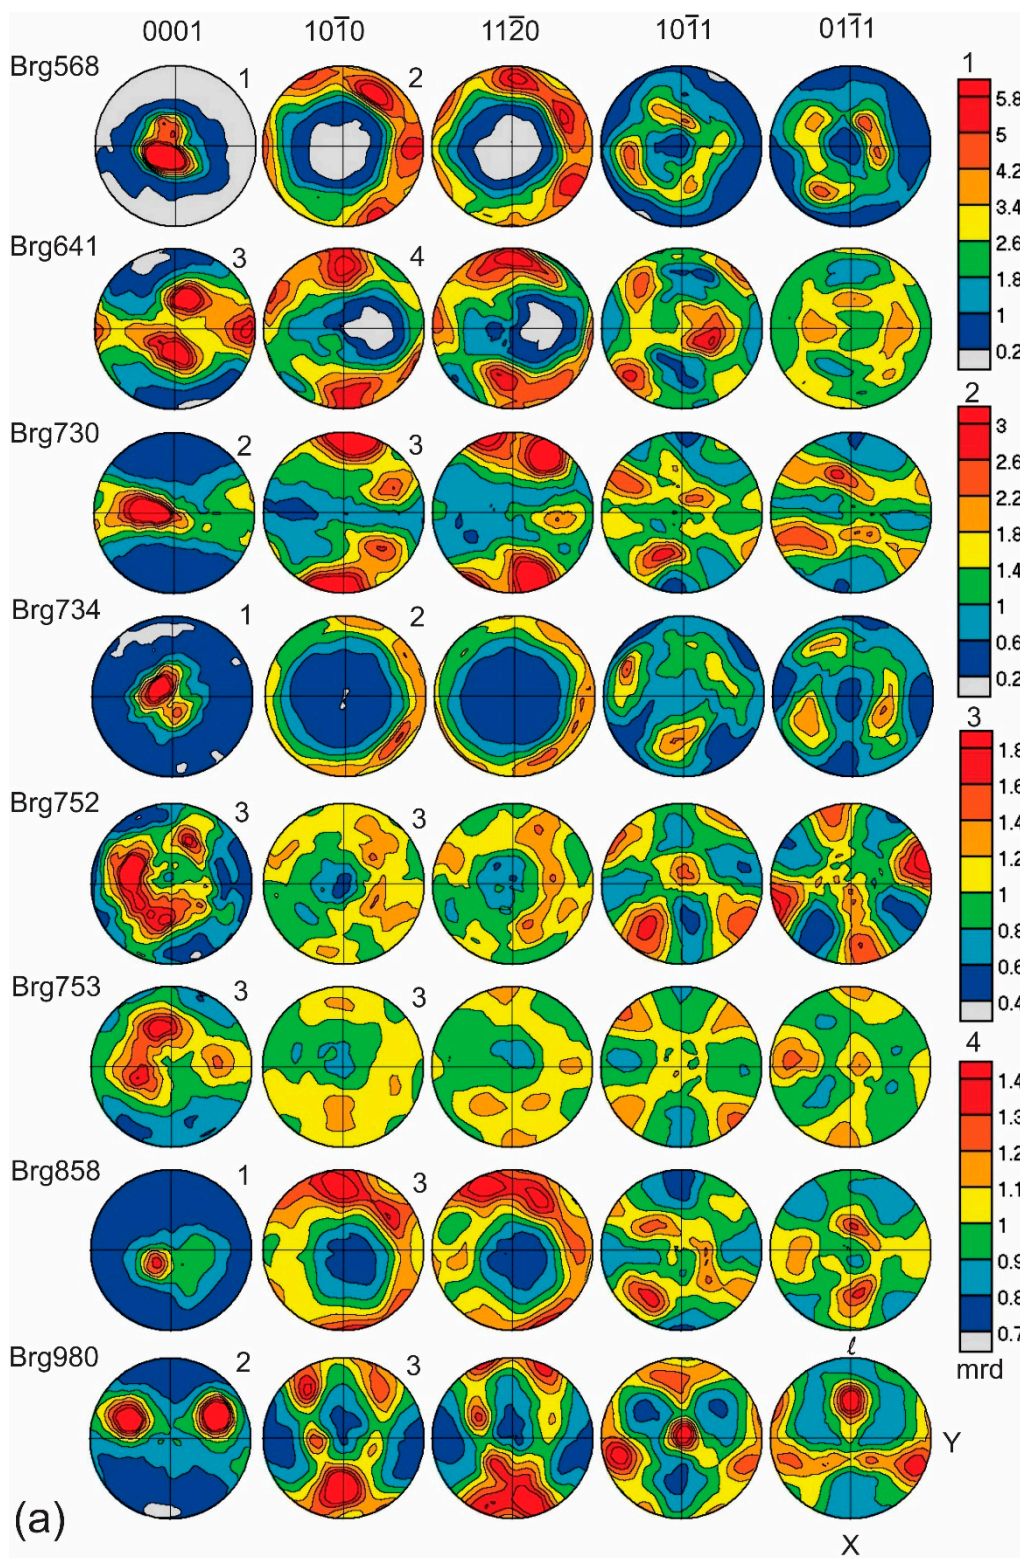 0001 101̄0 112̄0 101̄1 011̄1
Brg568 1 2
1
5.8
5
4.2
3.4
2.6
1.8
1
0.2
Brg641 3 4
Brg730 2 3
2
3
2.6
2.2
1.8
1.4
1
0.6
0.2
Brg734 1 2
3
1.8
1.6
1.4
1.2
1
0.8
0.6
0.4
Brg752 3 3
Brg753 3 3
4
1.4
1.3
1.2
1.1
1
0.9
0.8
0.7
mrd
Brg858 1 3
ℓ
Brg980 2 3
Y
(a)
X